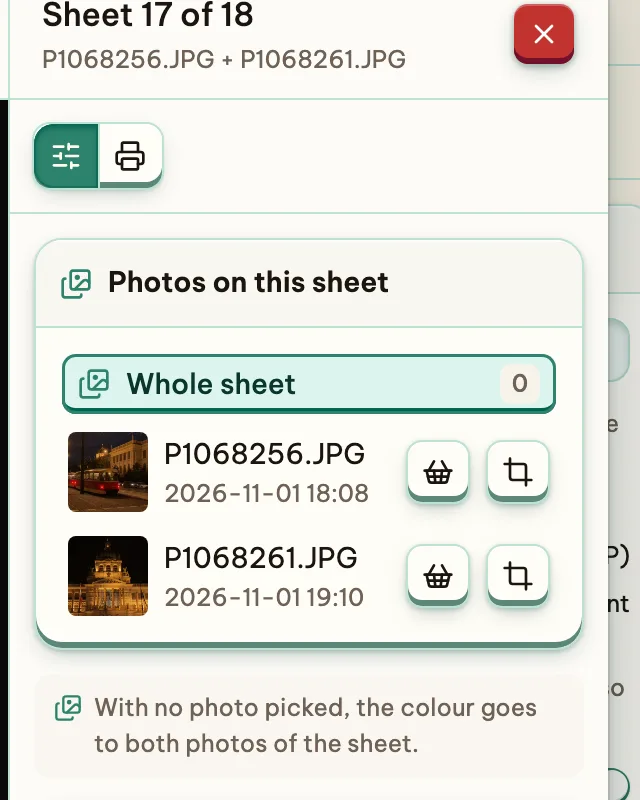 Sheet 17 of 18
P1068256.JPG + P1068261.JPG
Photos on this sheet
Whole sheet 0
P1068256.JPG
2026-11-01 18:08
P1068261.JPG
2026-11-01 19:10
With no photo picked, the colour goes
to both photos of the sheet.